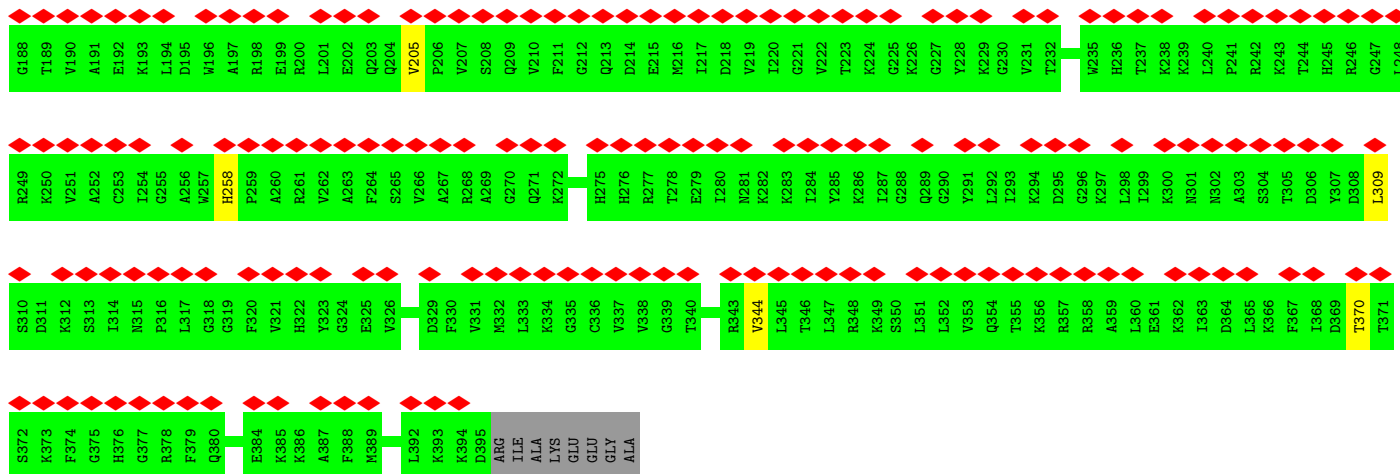 G188 T189 V190 A191 E192 K193 L194 D195 W196 A197 R198 E199 R200 L201 E202 Q203 Q204 V205 P206 V207 S208 Q209 V210 F211 G212 Q213 D214 E215 M216 I217 D218 V219 I220 G221 V222 T223 K224 G225 K226 G227 Y228 K229 G230 V231 T232 W235 H236 T237 K238 K239 L240 P241 R242 K243 T244 H245 R246 G247 L248
R249 K250 V251 A252 C253 I254 G255 A256 W257 H258 P259 A260 R261 V262 A263 F264 S265 V266 A267 R268 A269 G270 Q271 K272 H275 H276 R277 T278 E279 I280 N281 K282 K283 I284 Y285 K286 I287 G288 Q289 G290 Y291 L292 I293 K294 D295 G296 K297 L298 I299 K300 N301 N302 A303 S304 T305 D306 Y307 D308 L309
S310 D311 K312 S313 I314 N315 P316 L317 G318 G319 F320 V321 H322 Y323 G324 E325 V326 D329 F330 V331 M332 L333 K334 G335 C336 V337 V338 G339 T340 R343 V344 L345 T346 L347 R348 K349 S350 L351 L352 V353 Q354 T355 K356 R357 R358 A359 L360 E361 K362 I363 D364 L365 K366 F367 I368 D369 T370 T371
S372 K373 F374 G375 H376 G377 R378 F379 Q380 E384 K385 K386 A387 F388 M389 L392 K393 K394 D395 ARG ILE ALA LYS GLU GLU GLY ALA